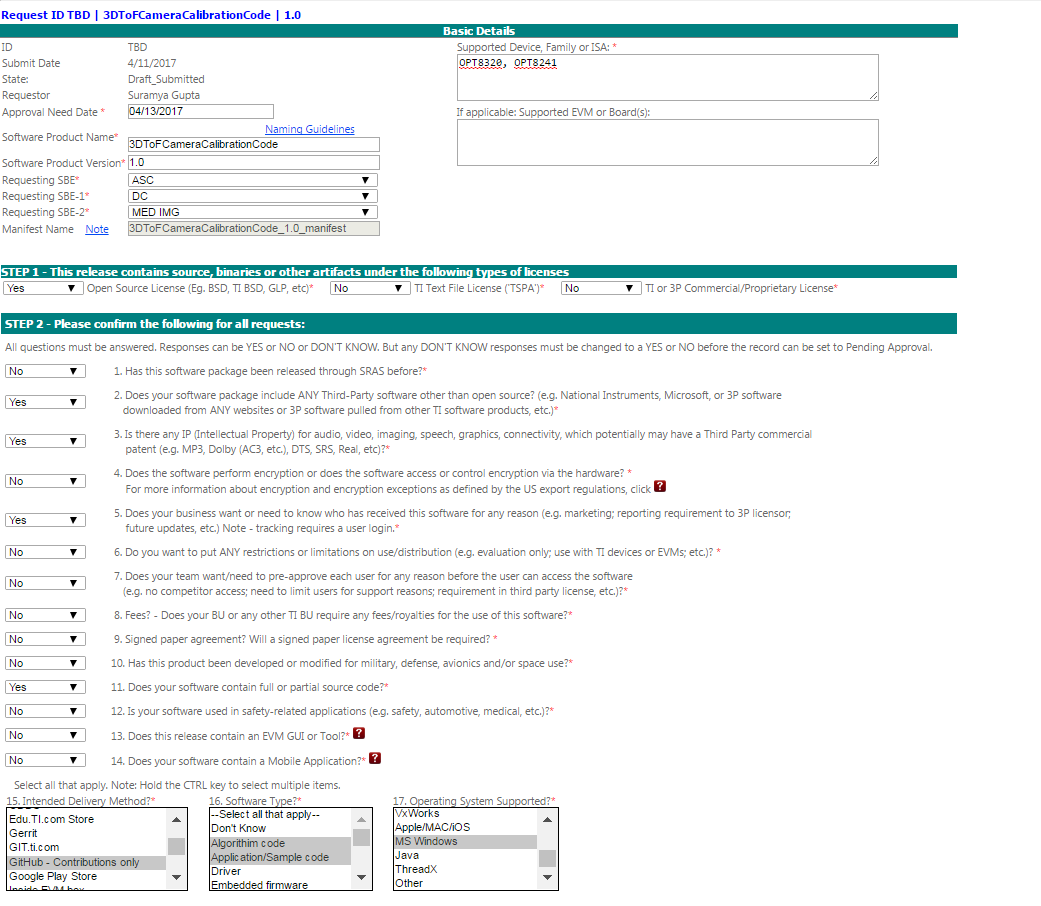 Request ID TBD | 3DToFCameraCalibrationCode | 1.0
Basic Details
ID TBD
Submit Date 4/11/2017
State: Draft_Submitted
Requestor Suramya Gupta
Approval Need Date * 04/13/2017
Naming Guidelines
Software Product Name* 3DToFCameraCalibrationCode
Software Product Version* 1.0
Requesting SBE* ASC
Requesting SBE-1* DC
Requesting SBE-2* MED IMG
Manifest Name Note 3DToFCameraCalibrationCode_1.0_manifest
Supported Device, Family or ISA: *
OPT8320, OPT8241
If applicable: Supported EVM or Board(s):
STEP 1 - This release contains source, binaries or other artifacts under the following types of licenses
Yes Open Source License (Eg. BSD, TI BSD, GLP, etc)* No TI Text File License ('TSPA')* No TI or 3P Commercial/Proprietary License*
STEP 2 - Please confirm the following for all requests:
All questions must be answered. Responses can be YES or NO or DON'T KNOW. But any DON'T KNOW responses must be changed to a YES or NO before the record can be set to Pending Approval.
No 1. Has this software package been released through SRAS before?*
Yes 2. Does your software package include ANY Third-Party software other than open source? (e.g. National Instruments, Microsoft, or 3P software
downloaded from ANY websites or 3P software pulled from other TI software products, etc.)*
Yes 3. Is there any IP (Intellectual Property) for audio, video, imaging, speech, graphics, connectivity, which potentially may have a Third Party commercial
patent (e.g. MP3, Dolby (AC3, etc.), DTS, SRS, Real, etc)?*
No 4. Does the software perform encryption or does the software access or control encryption via the hardware? *
For more information about encryption and encryption exceptions as defined by the US export regulations, click ?
Yes 5. Does your business want or need to know who has received this software for any reason (e.g. marketing; reporting requirement to 3P licensor;
future updates, etc.) Note - tracking requires a user login.*
No 6. Do you want to put ANY restrictions or limitations on use/distribution (e.g. evaluation only; use with TI devices or EVMs; etc.)? *
No 7. Does your team want/need to pre-approve each user for any reason before the user can access the software
(e.g. no competitor access; need to limit users for support reasons; requirement in third party license, etc.)?*
No 8. Fees? - Does your BU or any other TI BU require any fees/royalties for the use of this software?*
No 9. Signed paper agreement? Will a signed paper license agreement be required? *
No 10. Has this product been developed or modified for military, defense, avionics and/or space use?*
Yes 11. Does your software contain full or partial source code?*
No 12. Is your software used in safety-related applications (e.g. safety, automotive, medical, etc.)?*
No 13. Does this release contain an EVM GUI or Tool?* ?
No 14. Does your software contain a Mobile Application?* ?
Select all that apply. Note: Hold the CTRL key to select multiple items.
15. Intended Delivery Method?*
Edu.TI.com Store
Gerrit
GIT.ti.com
GitHub - Contributions only
Google Play Store
Inside EVM box
16. Software Type?*
--Select all that apply--
Don't Know
Algorithim code
Application/Sample code
Driver
Embedded firmware
17. Operating System Supported?*
VxWorks
Apple/MAC/iOS
MS Windows
Java
ThreadX
Other